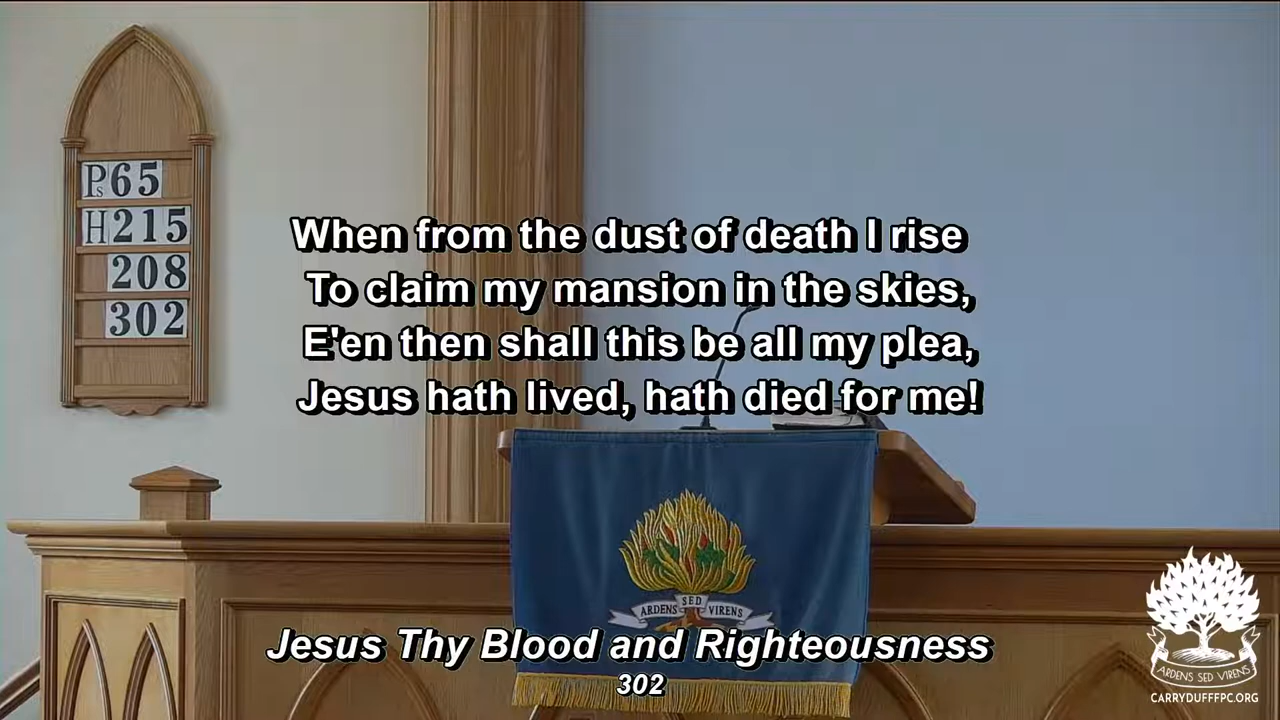 Ps65
H215
208
302
When from the dust of death I rise
To claim my mansion in the skies,
E'en then shall this be all my plea,
Jesus hath lived, hath died for me!
ARDENS SED VIRENS
Jesus Thy Blood and Righteousness
302
ARDENS SED VIRENS
CARRYDUFFFPC.ORG